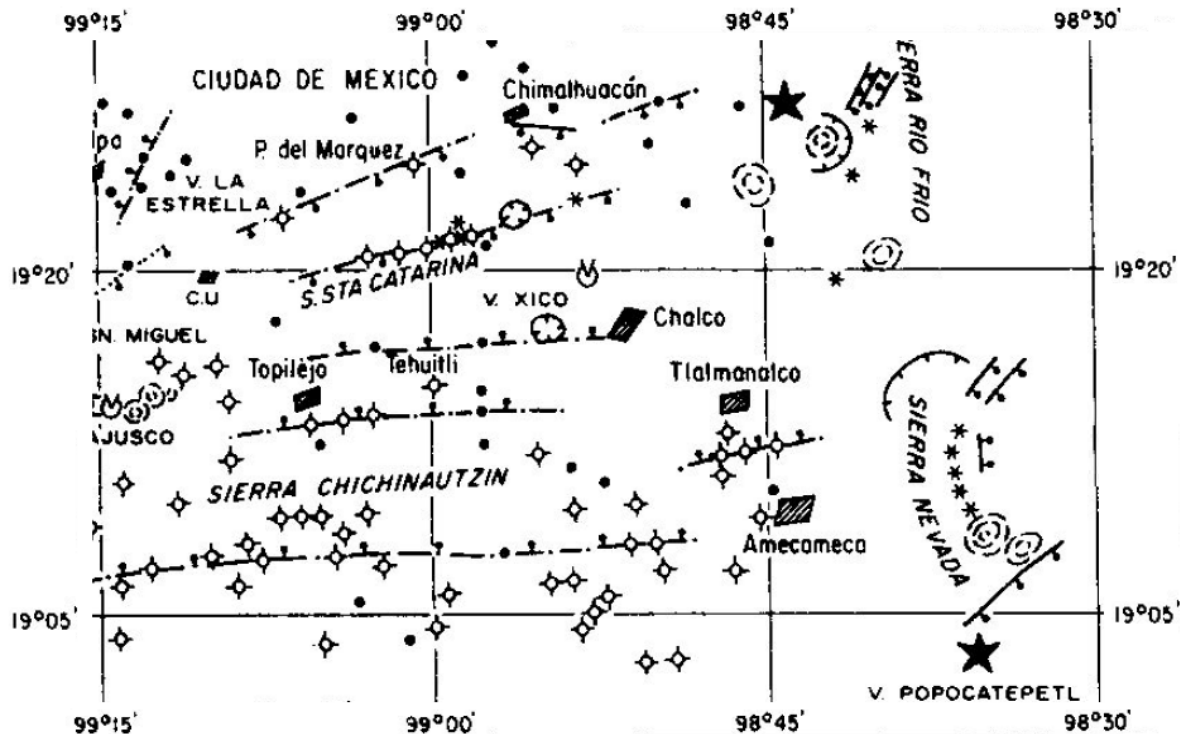 99°15'
99°00'
98°45'
98°30'
CIUDAD DE MEXICO
Chimalhuacán
ERRA RIO FRIO
pa
P. del Marquez
V. LA
ESTRELLA
19°20'
C.U
S. STA CATARINA
19°20'
V. XICO
Chalco
SN. MIGUEL
Topilejo
Tehuitli
Tlalmanalco
AJUSCO
SIERRA CHICHINAUTZIN
SIERRA NEVADA
Amecameca
19°05'
19°05'
V. POPOCATEPETL
99°15'
99°00'
98°45'
98°30'